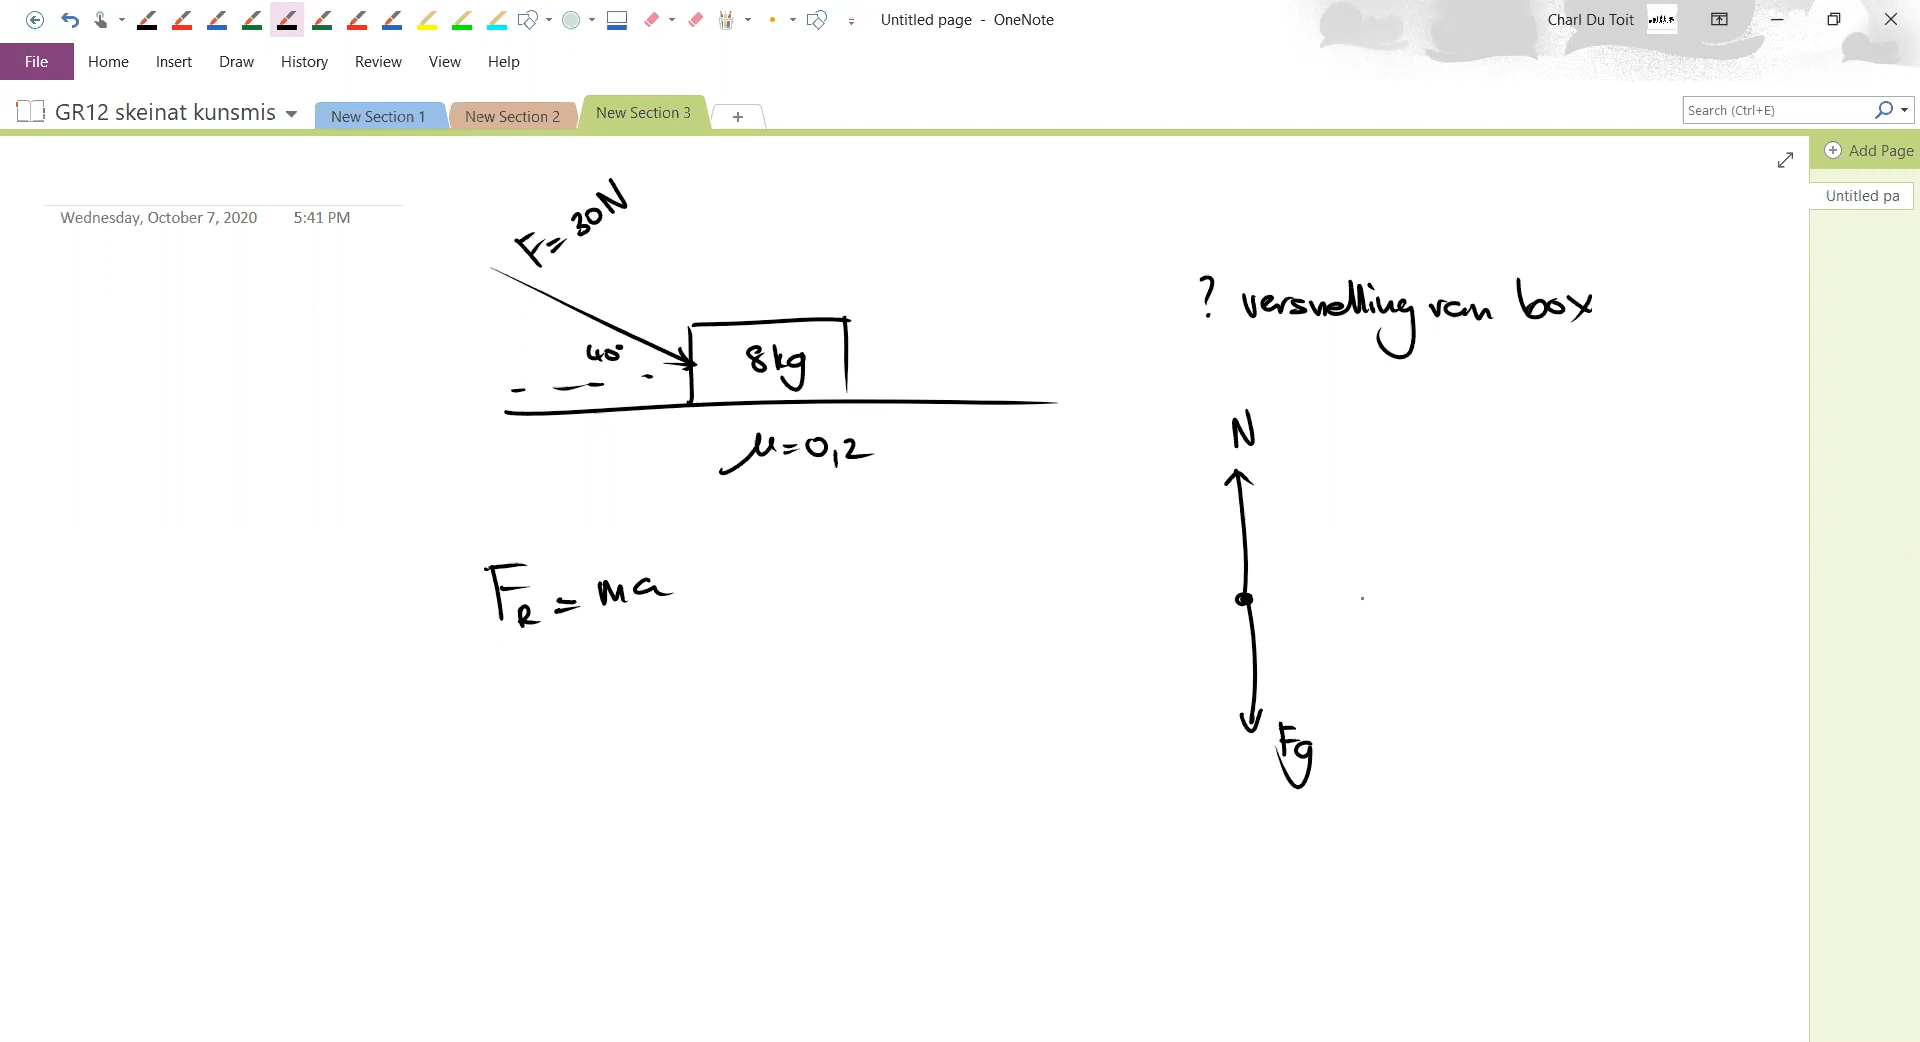 Untitled page - OneNote
Charl Du Toit
File Home Insert Draw History Review View Help
GR12 skeinat kunsmis
New Section 1
New Section 2
New Section 3
Search (Ctrl+E)
Add Page
Untitled pa
Wednesday, October 7, 2020 5:41 PM
F = 30N
40°
8kg
μ = 0,2
? versnelling van box
N
F_R = ma
Fg